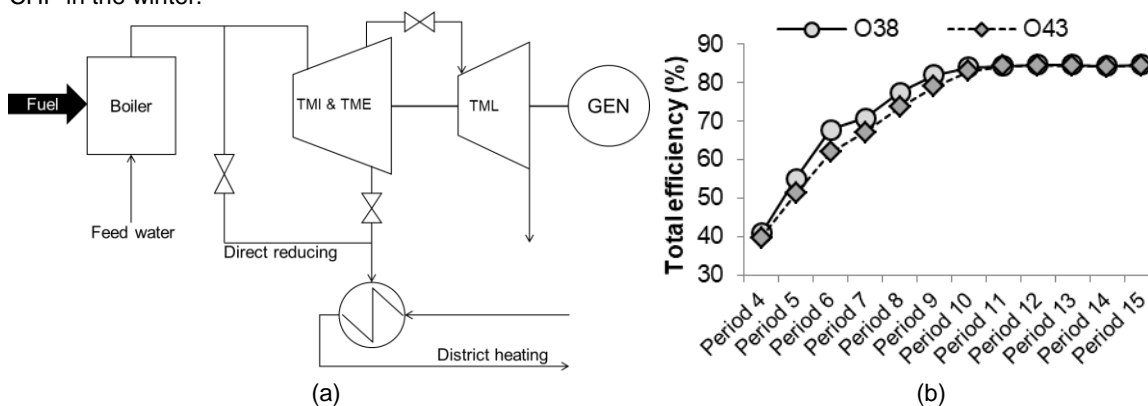 CHP in the winter.
Fuel
Boiler
Feed water
Direct reducing
TMI & TME
TML
GEN
District heating
(a)
O38 O43
Total efficiency (%)
90
80
70
60
50
40
30
Period 4
Period 5
Period 6
Period 7
Period 8
Period 9
Period 10
Period 11
Period 12
Period 13
Period 14
Period 15
(b)